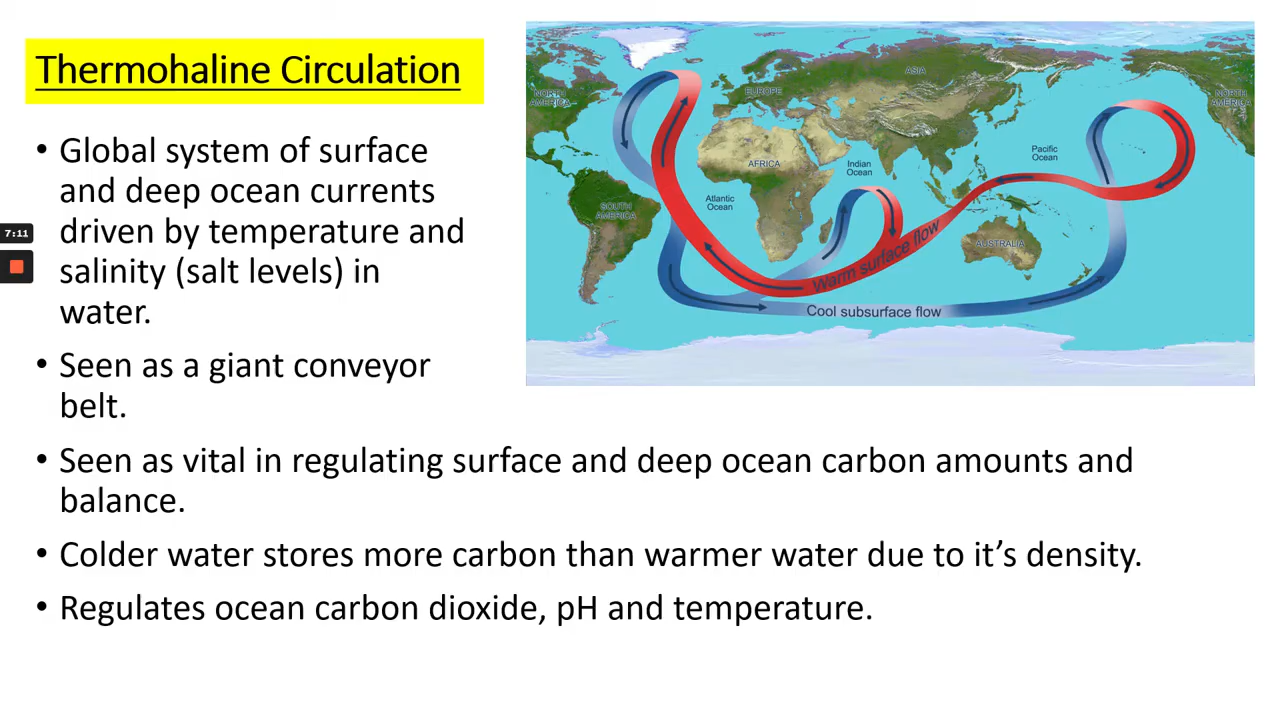 Thermohaline Circulation
• Global system of surface
and deep ocean currents
driven by temperature and
salinity (salt levels) in
water.
• Seen as a giant conveyor
belt.
• Seen as vital in regulating surface and deep ocean carbon amounts and
balance.
• Colder water stores more carbon than warmer water due to it’s density.
• Regulates ocean carbon dioxide, pH and temperature.
7:11
NORTH
AMERICA
EUROPE
ASIA
NORTH
AMERICA
AFRICA
Indian
Ocean
Pacific
Ocean
Atlantic
Ocean
SOUTH
AMERICA
AUSTRALIA
Warm surface flow
Cool subsurface flow